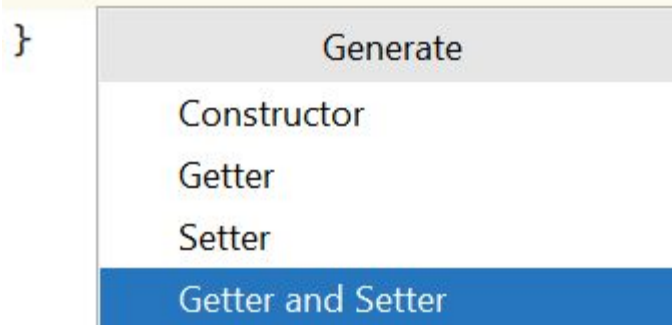 }
Generate
Constructor
Getter
Setter
Getter and Setter